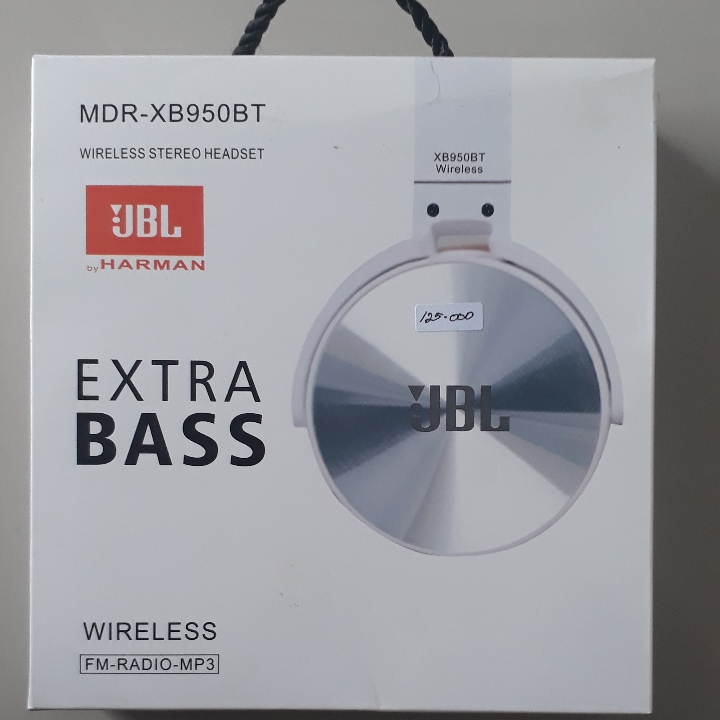 MDR-XB950BT
WIRELESS STEREO HEADSET
JBL
by HARMAN
EXTRA
BASS
WIRELESS
FM-RADIO-MP3
XB950BT
Wireless
125.000
JBL